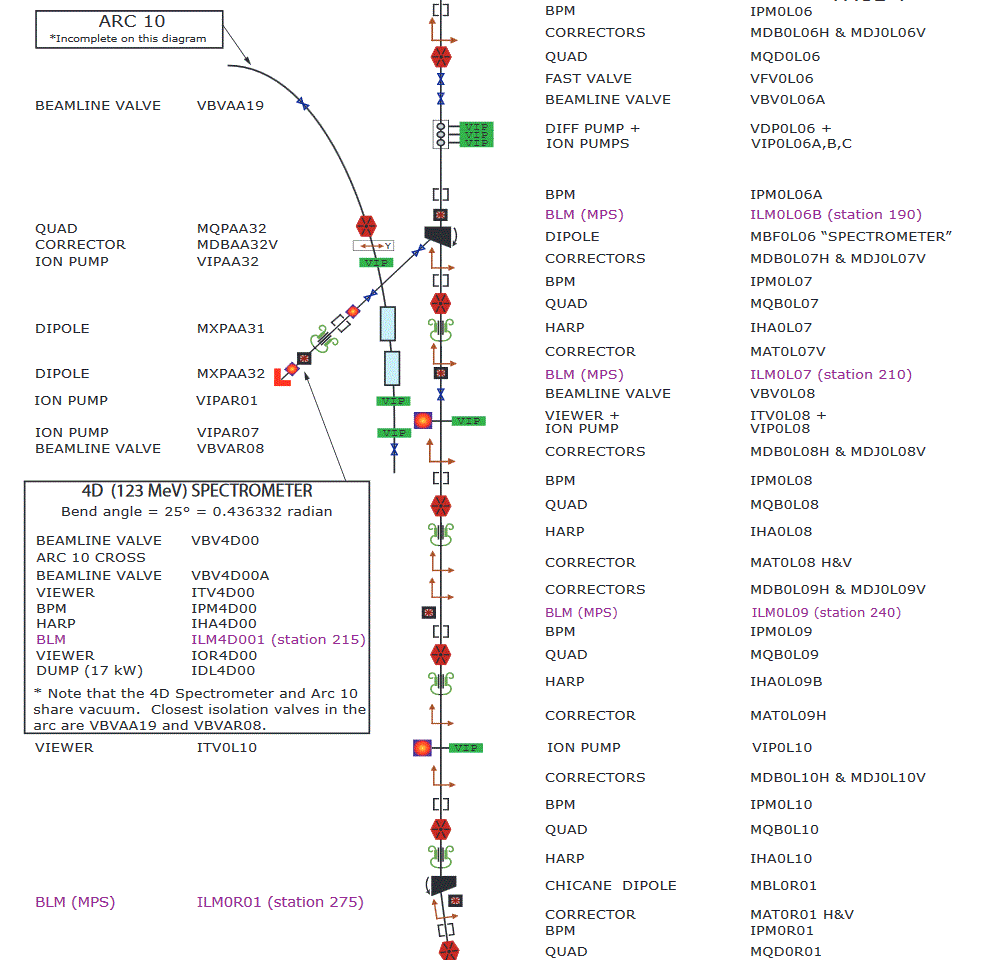 ARC 10
*Incomplete on this diagram
BEAMLINE VALVE VBVAA19
QUAD MQPAA32
CORRECTOR MDBAA32V
ION PUMP VIPAA32
DIPOLE MXPAA31
DIPOLE MXPAA32
ION PUMP VIPAR01
ION PUMP VIPAR07
BEAMLINE VALVE VBVAR08
4D (123 MeV) SPECTROMETER
Bend angle = 25° = 0.436332 radian
BEAMLINE VALVE VBV4D00
ARC 10 CROSS
BEAMLINE VALVE VBV4D00A
VIEWER ITV4D00
BPM IPM4D00
HARP IHA4D00
BLM ILM4D001 (station 215)
VIEWER IOR4D00
DUMP (17 kW) IDL4D00
* Note that the 4D Spectrometer and Arc 10
share vacuum. Closest isolation valves in the
arc are VBVAA19 and VBVAR08.
VIEWER ITV0L10
BLM (MPS) ILM0R01 (station 275)
VIP
VIP
VIP
Y
VIP
VIP
VIP
VIP
VIP
BPM IPM0L06
CORRECTORS MDB0L06H & MDJ0L06V
QUAD MQD0L06
FAST VALVE VFV0L06
BEAMLINE VALVE VBV0L06A
DIFF PUMP + VDP0L06 +
ION PUMPS VIP0L06A,B,C
BPM IPM0L06A
BLM (MPS) ILM0L06B (station 190)
DIPOLE MBF0L06 “SPECTROMETER”
CORRECTORS MDB0L07H & MDJ0L07V
BPM IPM0L07
QUAD MQB0L07
HARP IHA0L07
CORRECTOR MAT0L07V
BLM (MPS) ILM0L07 (station 210)
BEAMLINE VALVE VBV0L08
VIEWER + ITV0L08 +
ION PUMP VIP0L08
CORRECTORS MDB0L08H & MDJ0L08V
BPM IPM0L08
QUAD MQB0L08
HARP IHA0L08
CORRECTOR MAT0L08 H&V
CORRECTORS MDB0L09H & MDJ0L09V
BLM (MPS) ILM0L09 (station 240)
BPM IPM0L09
QUAD MQB0L09
HARP IHA0L09B
CORRECTOR MAT0L09H
ION PUMP VIP0L10
CORRECTORS MDB0L10H & MDJ0L10V
BPM IPM0L10
QUAD MQB0L10
HARP IHA0L10
CHICANE DIPOLE MBL0R01
CORRECTOR MAT0R01 H&V
BPM IPM0R01
QUAD MQD0R01